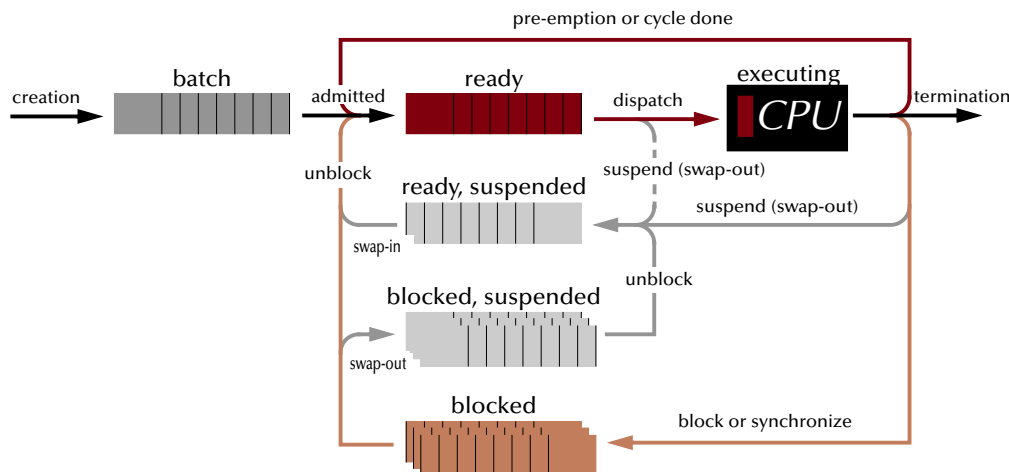 pre-emption or cycle done
batch
ready
executing
creation
admitted
dispatch
CPU
termination
unblock
ready, suspended
suspend (swap-out)
suspend (swap-out)
swap-in
unblock
blocked, suspended
swap-out
blocked
block or synchronize